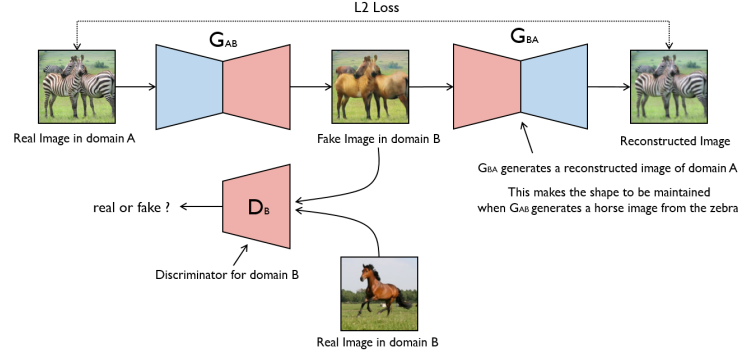 L2 Loss
GAB
GBA
Real Image in domain A
Fake Image in domain B
Reconstructed Image
GBA generates a reconstructed image of domain A
This makes the shape to be maintained
when GAB generates a horse image from the zebra
real or fake ?
DB
Discriminator for domain B
Real Image in domain B